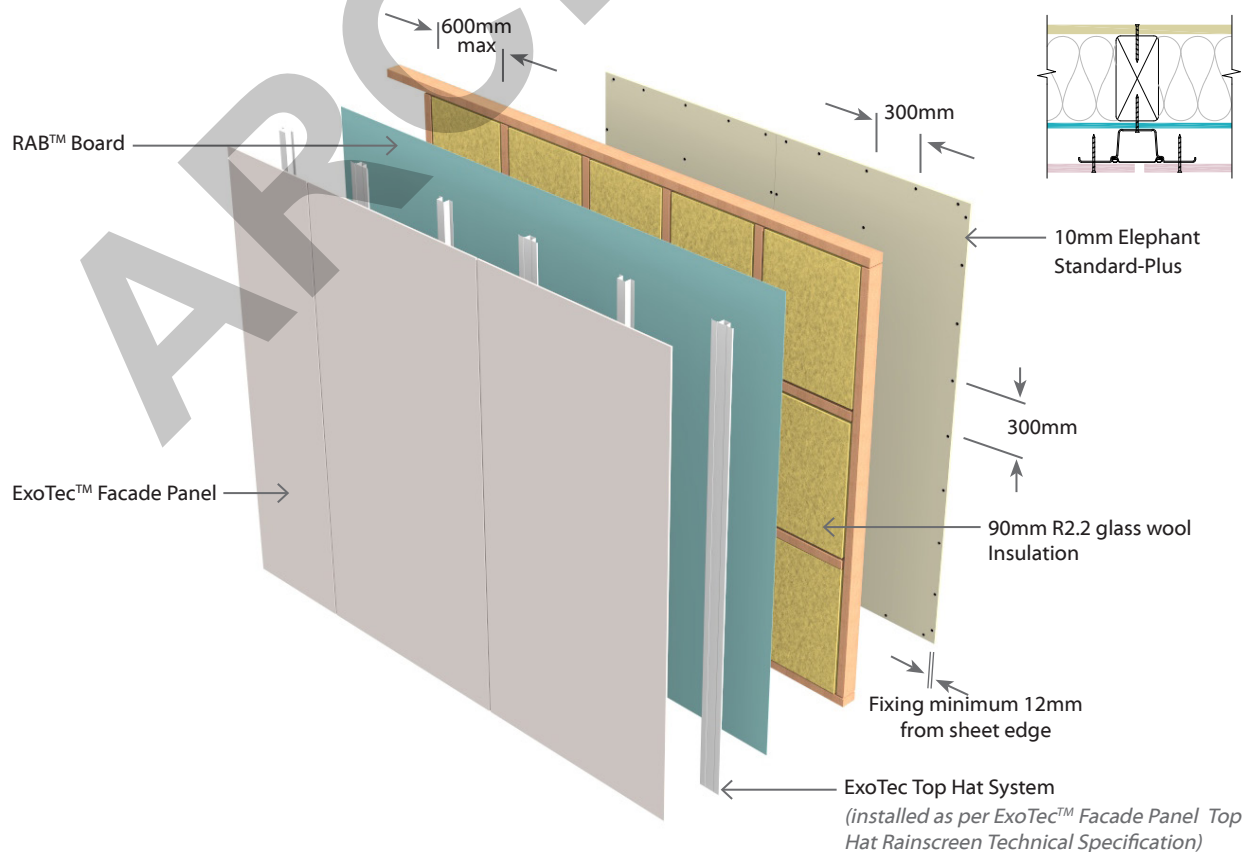 600mm
max
300mm
RAB™ Board
10mm Elephant
Standard-Plus
300mm
ExoTec™ Facade Panel
90mm R2.2 glass wool
Insulation
Fixing minimum 12mm
from sheet edge
ExoTec Top Hat System
(installed as per ExoTec™ Facade Panel Top
Hat Rainscreen Technical Specification)